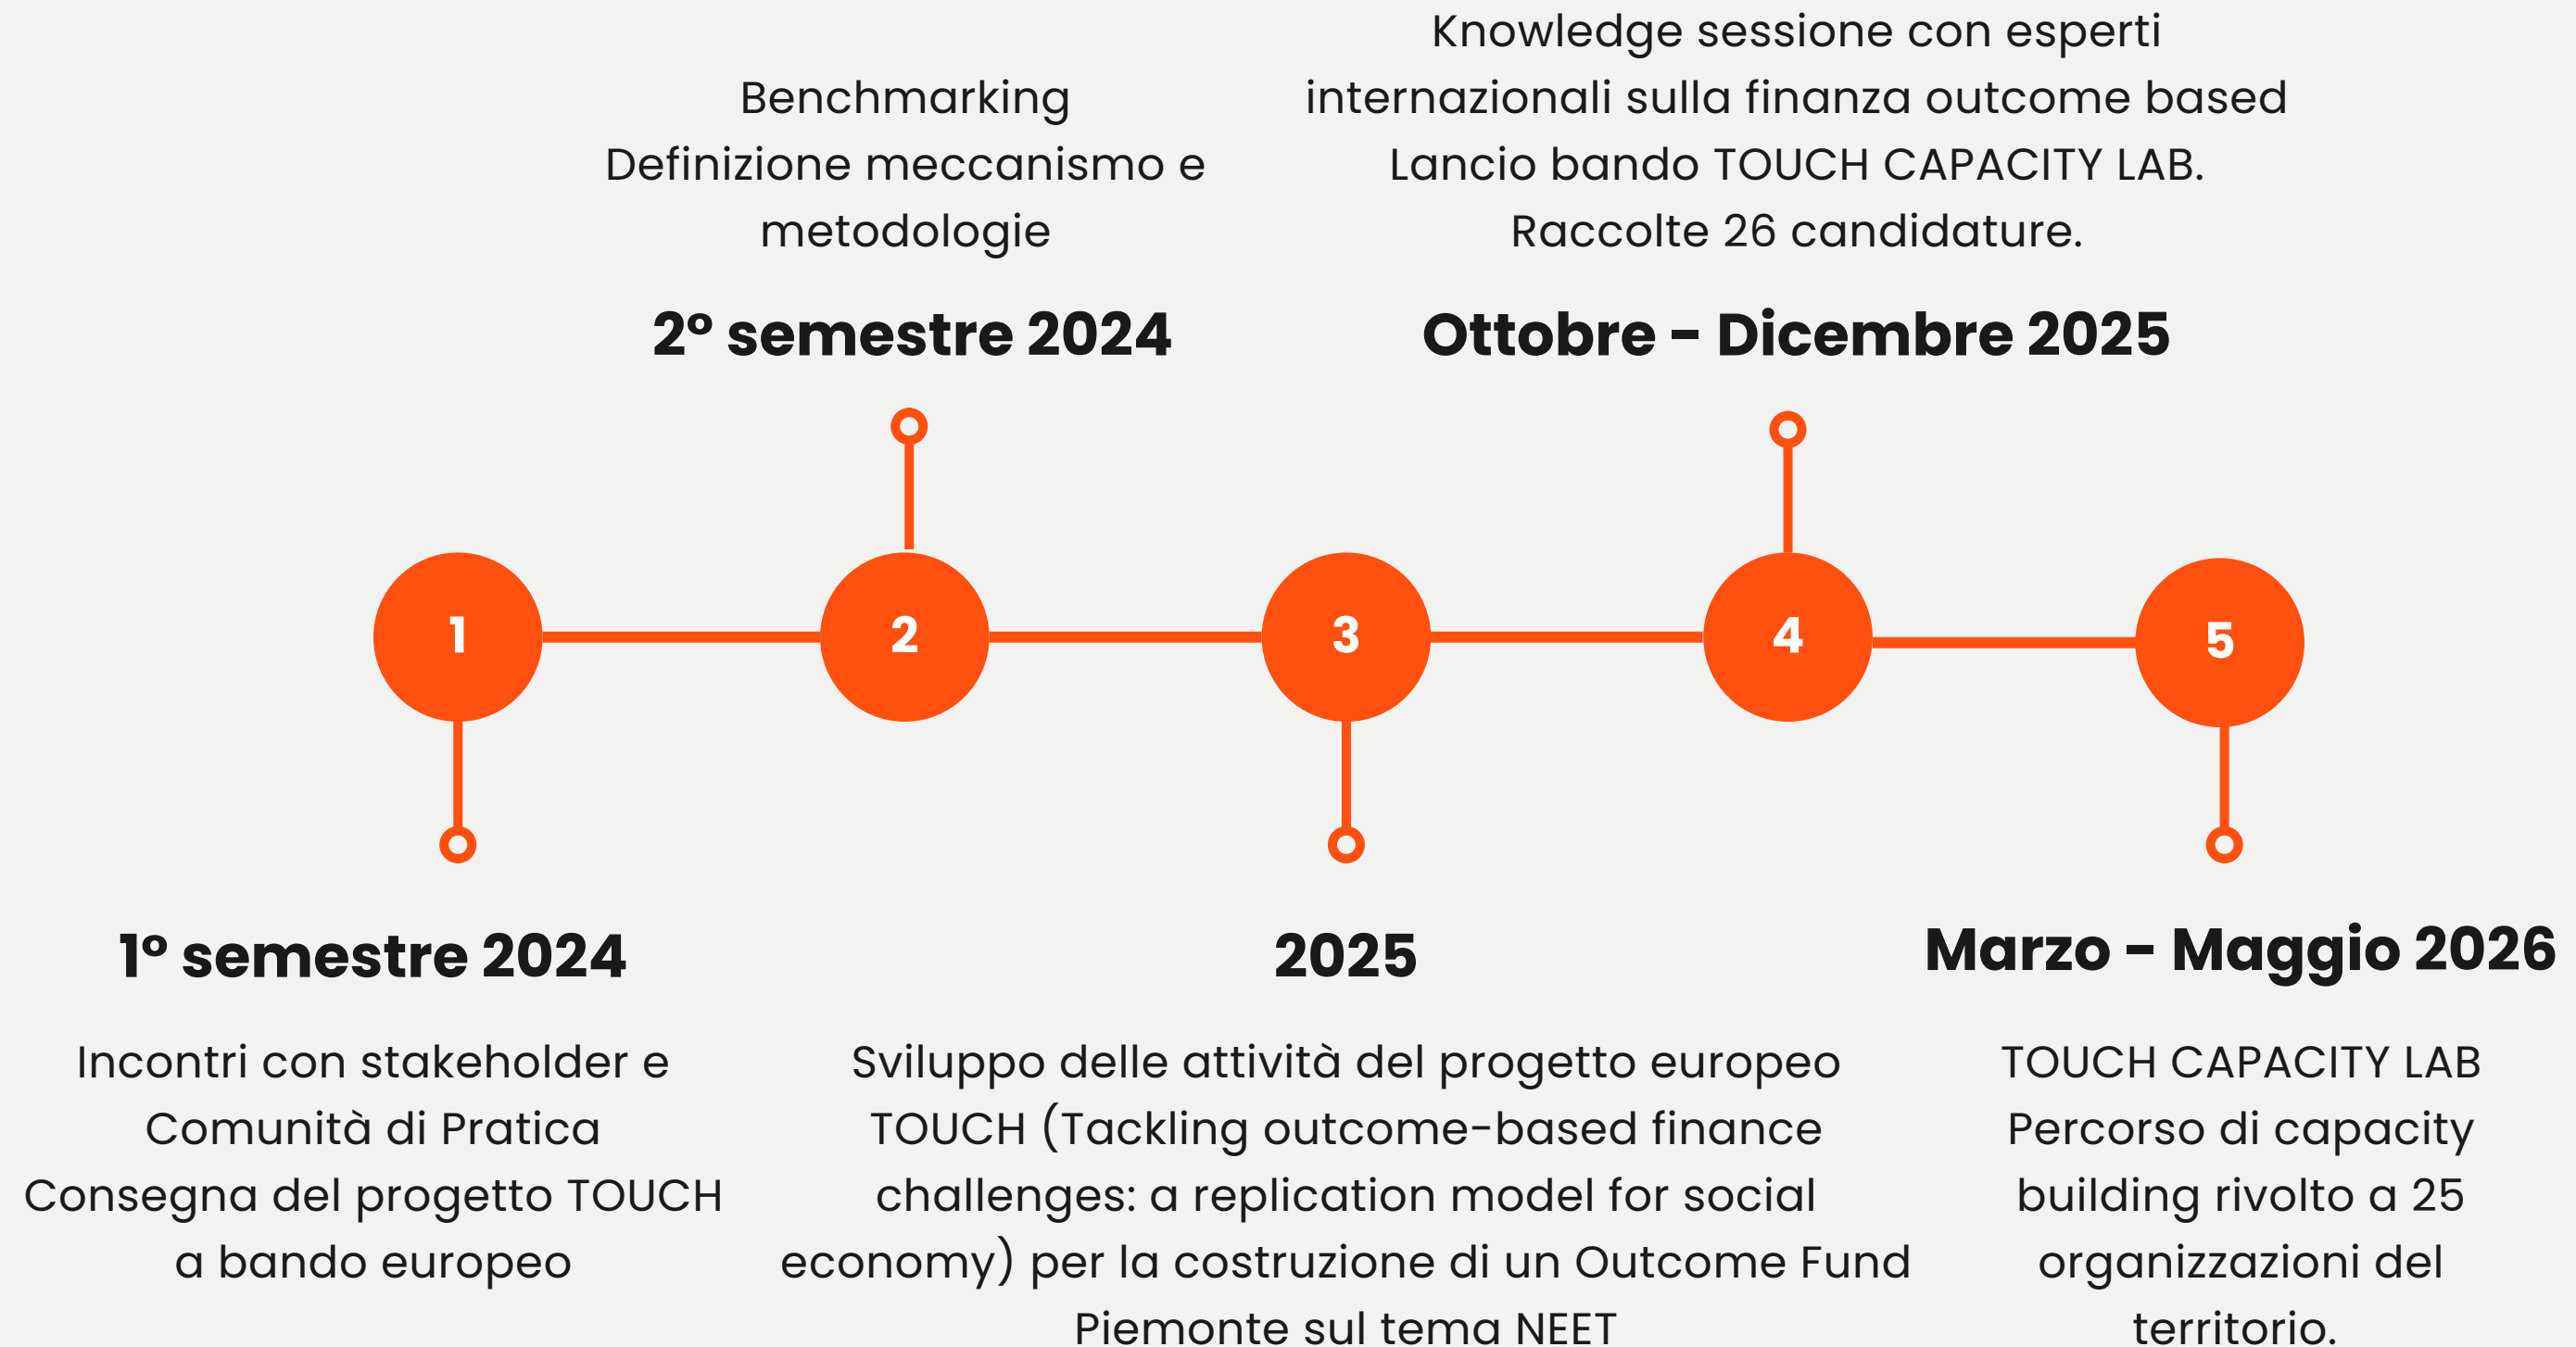 Knowledge sessione con esperti
internazionali sulla finanza outcome based
Lancio bando TOUCH CAPACITY LAB.
Raccolte 26 candidature.
Benchmarking
Definizione meccanismo e
metodologie
2° semestre 2024
Ottobre - Dicembre 2025
1
2
3
4
5
1° semestre 2024
Incontri con stakeholder e
Comunità di Pratica
Consegna del progetto TOUCH
a bando europeo
2025
Sviluppo delle attività del progetto europeo
TOUCH (Tackling outcome-based finance
challenges: a replication model for social
economy) per la costruzione di un Outcome Fund
Piemonte sul tema NEET
Marzo - Maggio 2026
TOUCH CAPACITY LAB
Percorso di capacity
building rivolto a 25
organizzazioni del
territorio.